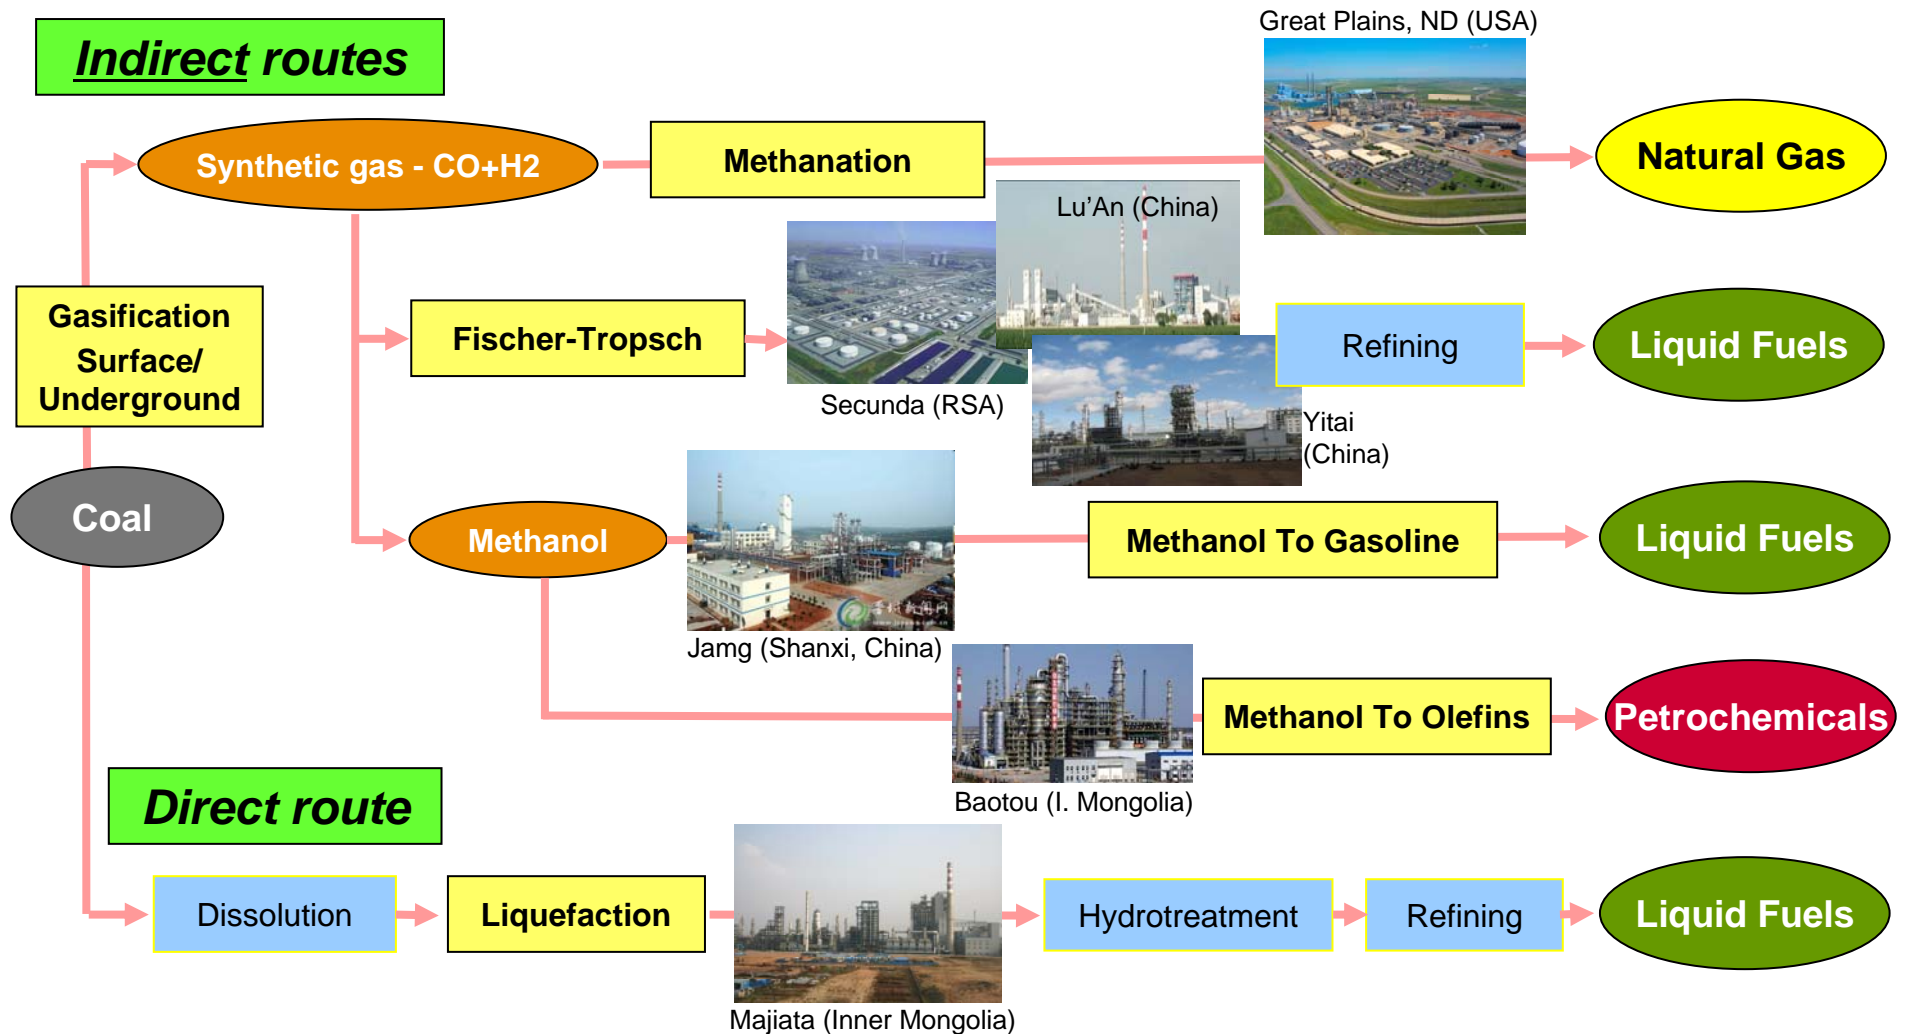 Great Plains, ND (USA)
Indirect routes
Synthetic gas - CO+H2
Methanation
Natural Gas
Lu'An (China)
Gasification
Surface/
Underground
Fischer-Tropsch
Secunda (RSA)
Refining
Liquid Fuels
Yitai
(China)
Coal
Methanol
Methanol To Gasoline
Liquid Fuels
Jamg (Shanxi, China)
Methanol To Olefins
Petrochemicals
Baotou (I. Mongolia)
Direct route
Dissolution
Liquefaction
Hydrotreatment
Refining
Liquid Fuels
Majiata (Inner Mongolia)